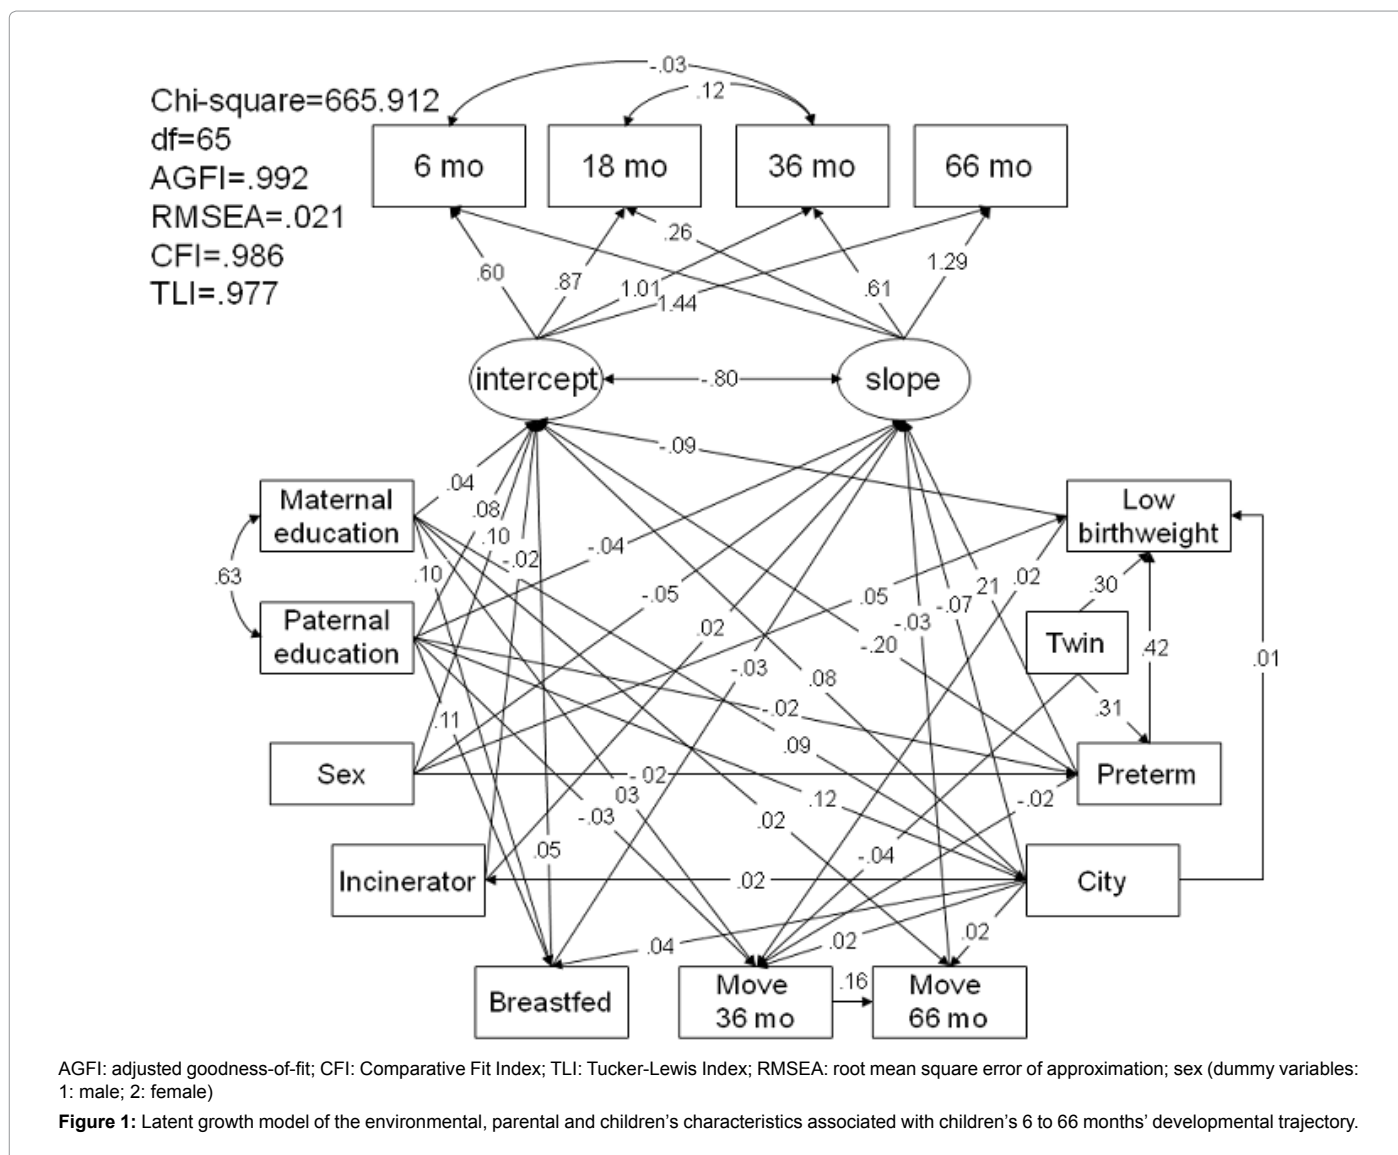 -.03
.12
Chi-square=665.912
df=65
AGFI=.992
RMSEA=.021
CFI=.986
TLI=.977
6 mo
18 mo
36 mo
66 mo
.26
.60
.87
1.01
1.44
.61
1.29
intercept
-.80
slope
-.09
.04
.08
.10
-.02
-.04
.10
.63
Maternal
education
Paternal
education
Low
birthweight
-.05
.05
.02
-.03
.02
.21
-.07
-.03
-.20
.30
Twin
.42
.31
.01
.08
-.02
.09
.11
Sex
-.02
Preterm
.03
-.03
.12
.02
-.02
-.04
.05
Incinerator
.02
City
.04
.02
.02
Breastfed
Move
36 mo
.16
Move
66 mo
AGFI: adjusted goodness-of-fit; CFI: Comparative Fit Index; TLI: Tucker-Lewis Index; RMSEA: root mean square error of approximation; sex (dummy variables:
1: male; 2: female)
Figure 1: Latent growth model of the environmental, parental and children's characteristics associated with children's 6 to 66 months' developmental trajectory.